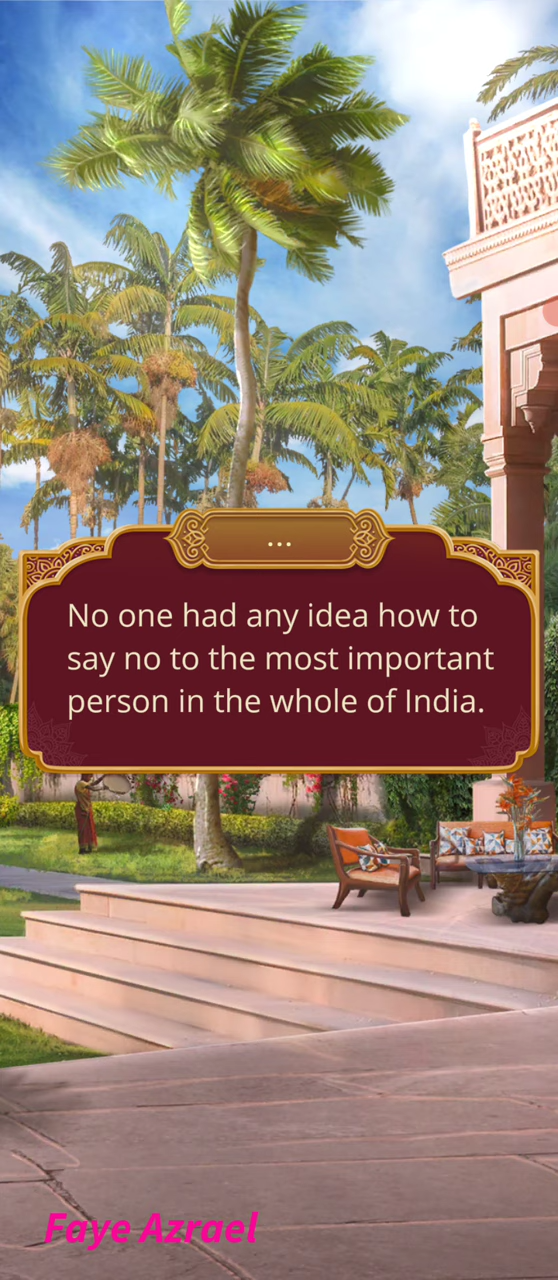 ...
No one had any idea how to
say no to the most important
person in the whole of India.
Faye Azrael